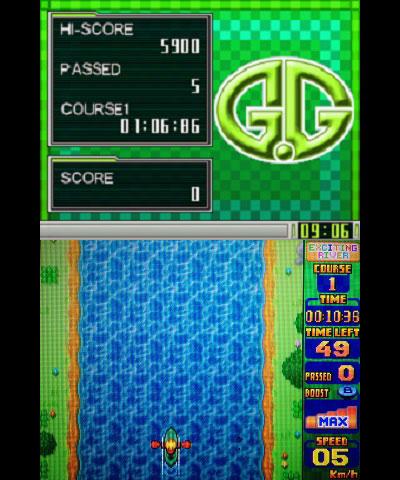 HI-SCORE
5900
PASSED
5
COURSE1
01:06:86
G.G
SCORE
0
09:06
EXCITING
RIVER
COURSE
1
TIME
00:10:36
TIME LEFT
49
PASSED 0
BOOST B
MAX
SPEED
05
Km/h